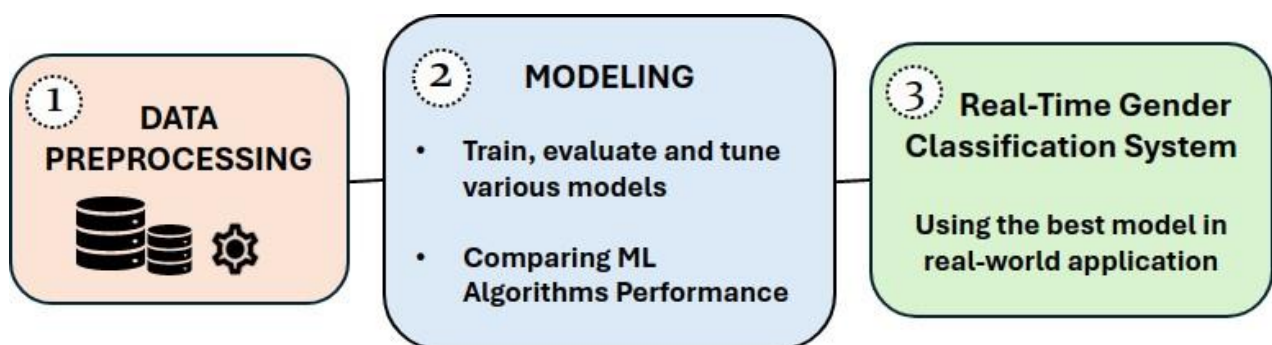 1
DATA
PREPROCESSING
2
MODELING
• Train, evaluate and tune
various models
• Comparing ML
Algorithms Performance
3
Real-Time Gender
Classification System
Using the best model in
real-world application